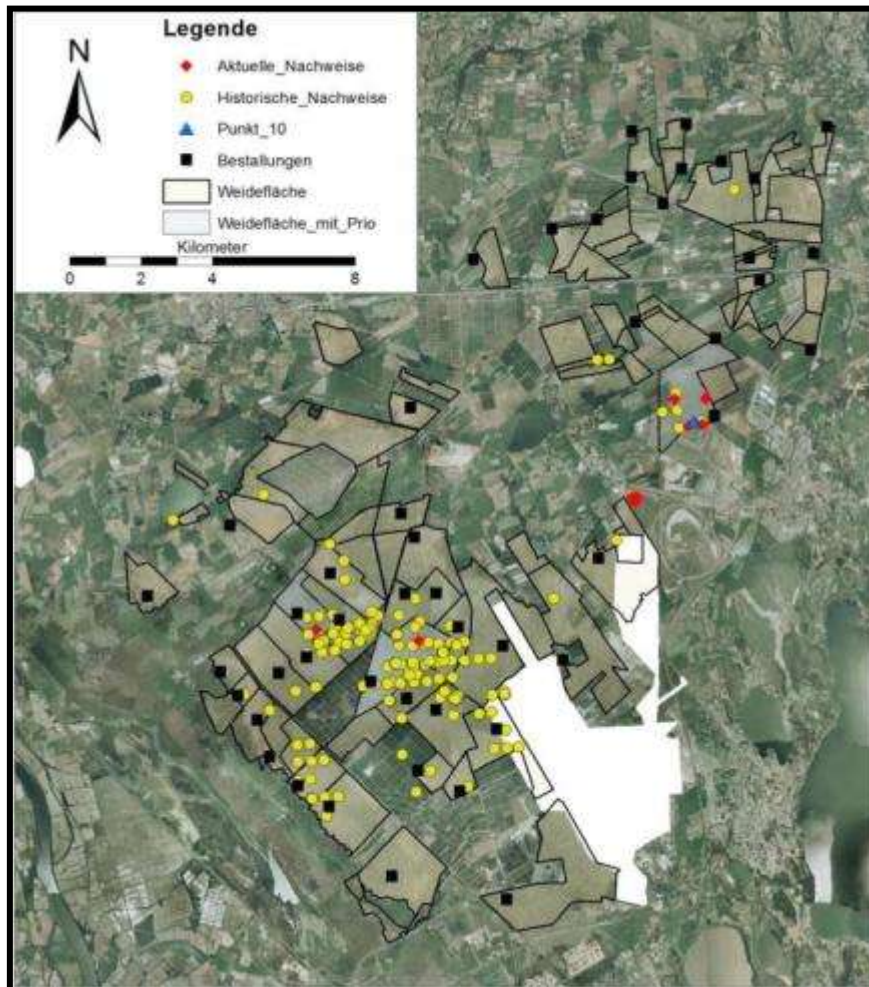 Legende
N
Aktuelle_Nachweise
Historische_Nachweise
Punkt_10
Bestallungen
Weidefläche
Weidefläche_mit_Prio
Kilometer
0 2 4 8